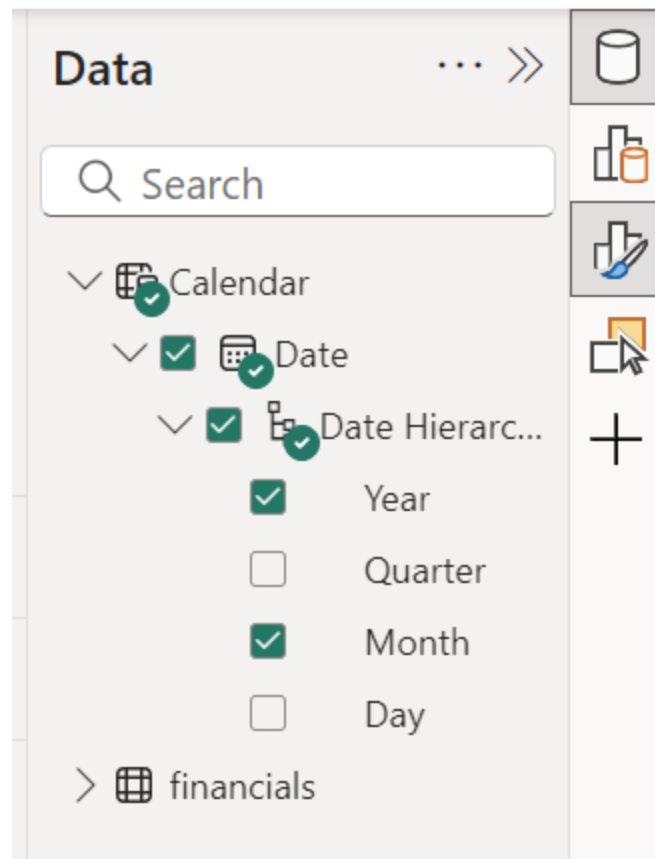 Data
Search
Calendar
Date
Date Hierarc...
Year
Quarter
Month
Day
financials